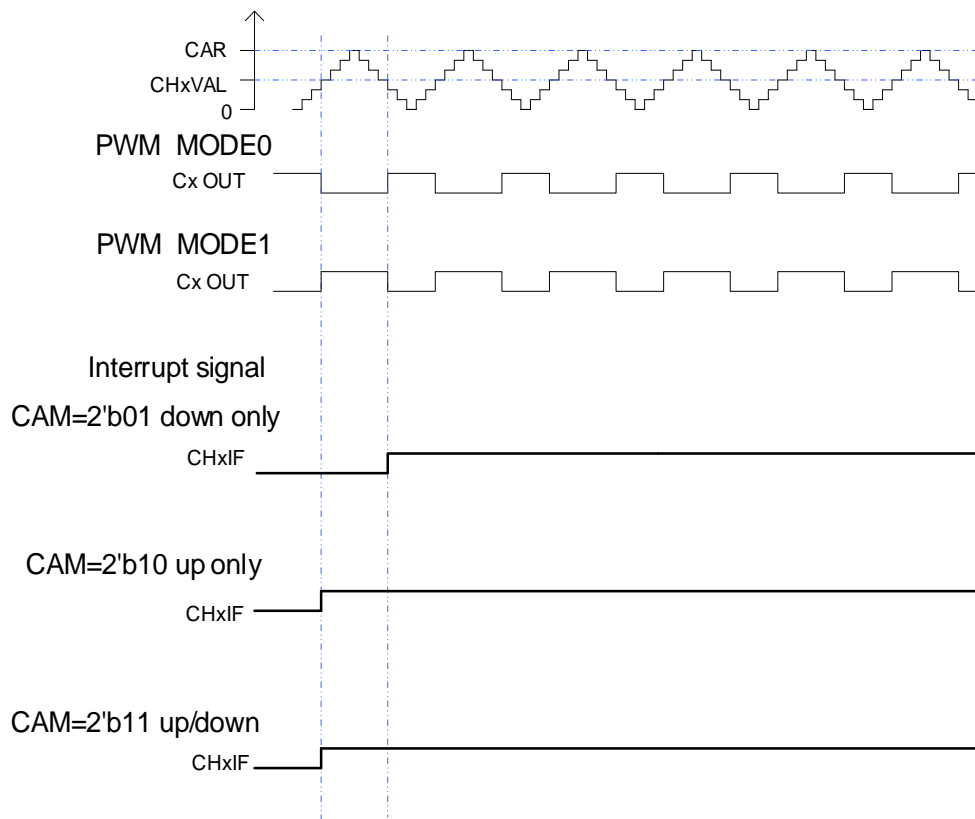 CAR
CHxVAL
0
PWM MODE0
Cx OUT
PWM MODE1
Cx OUT
Interrupt signal
CAM=2'b01 down only
CHxIF
CAM=2'b10 up only
CHxIF
CAM=2'b11 up/down
CHxIF